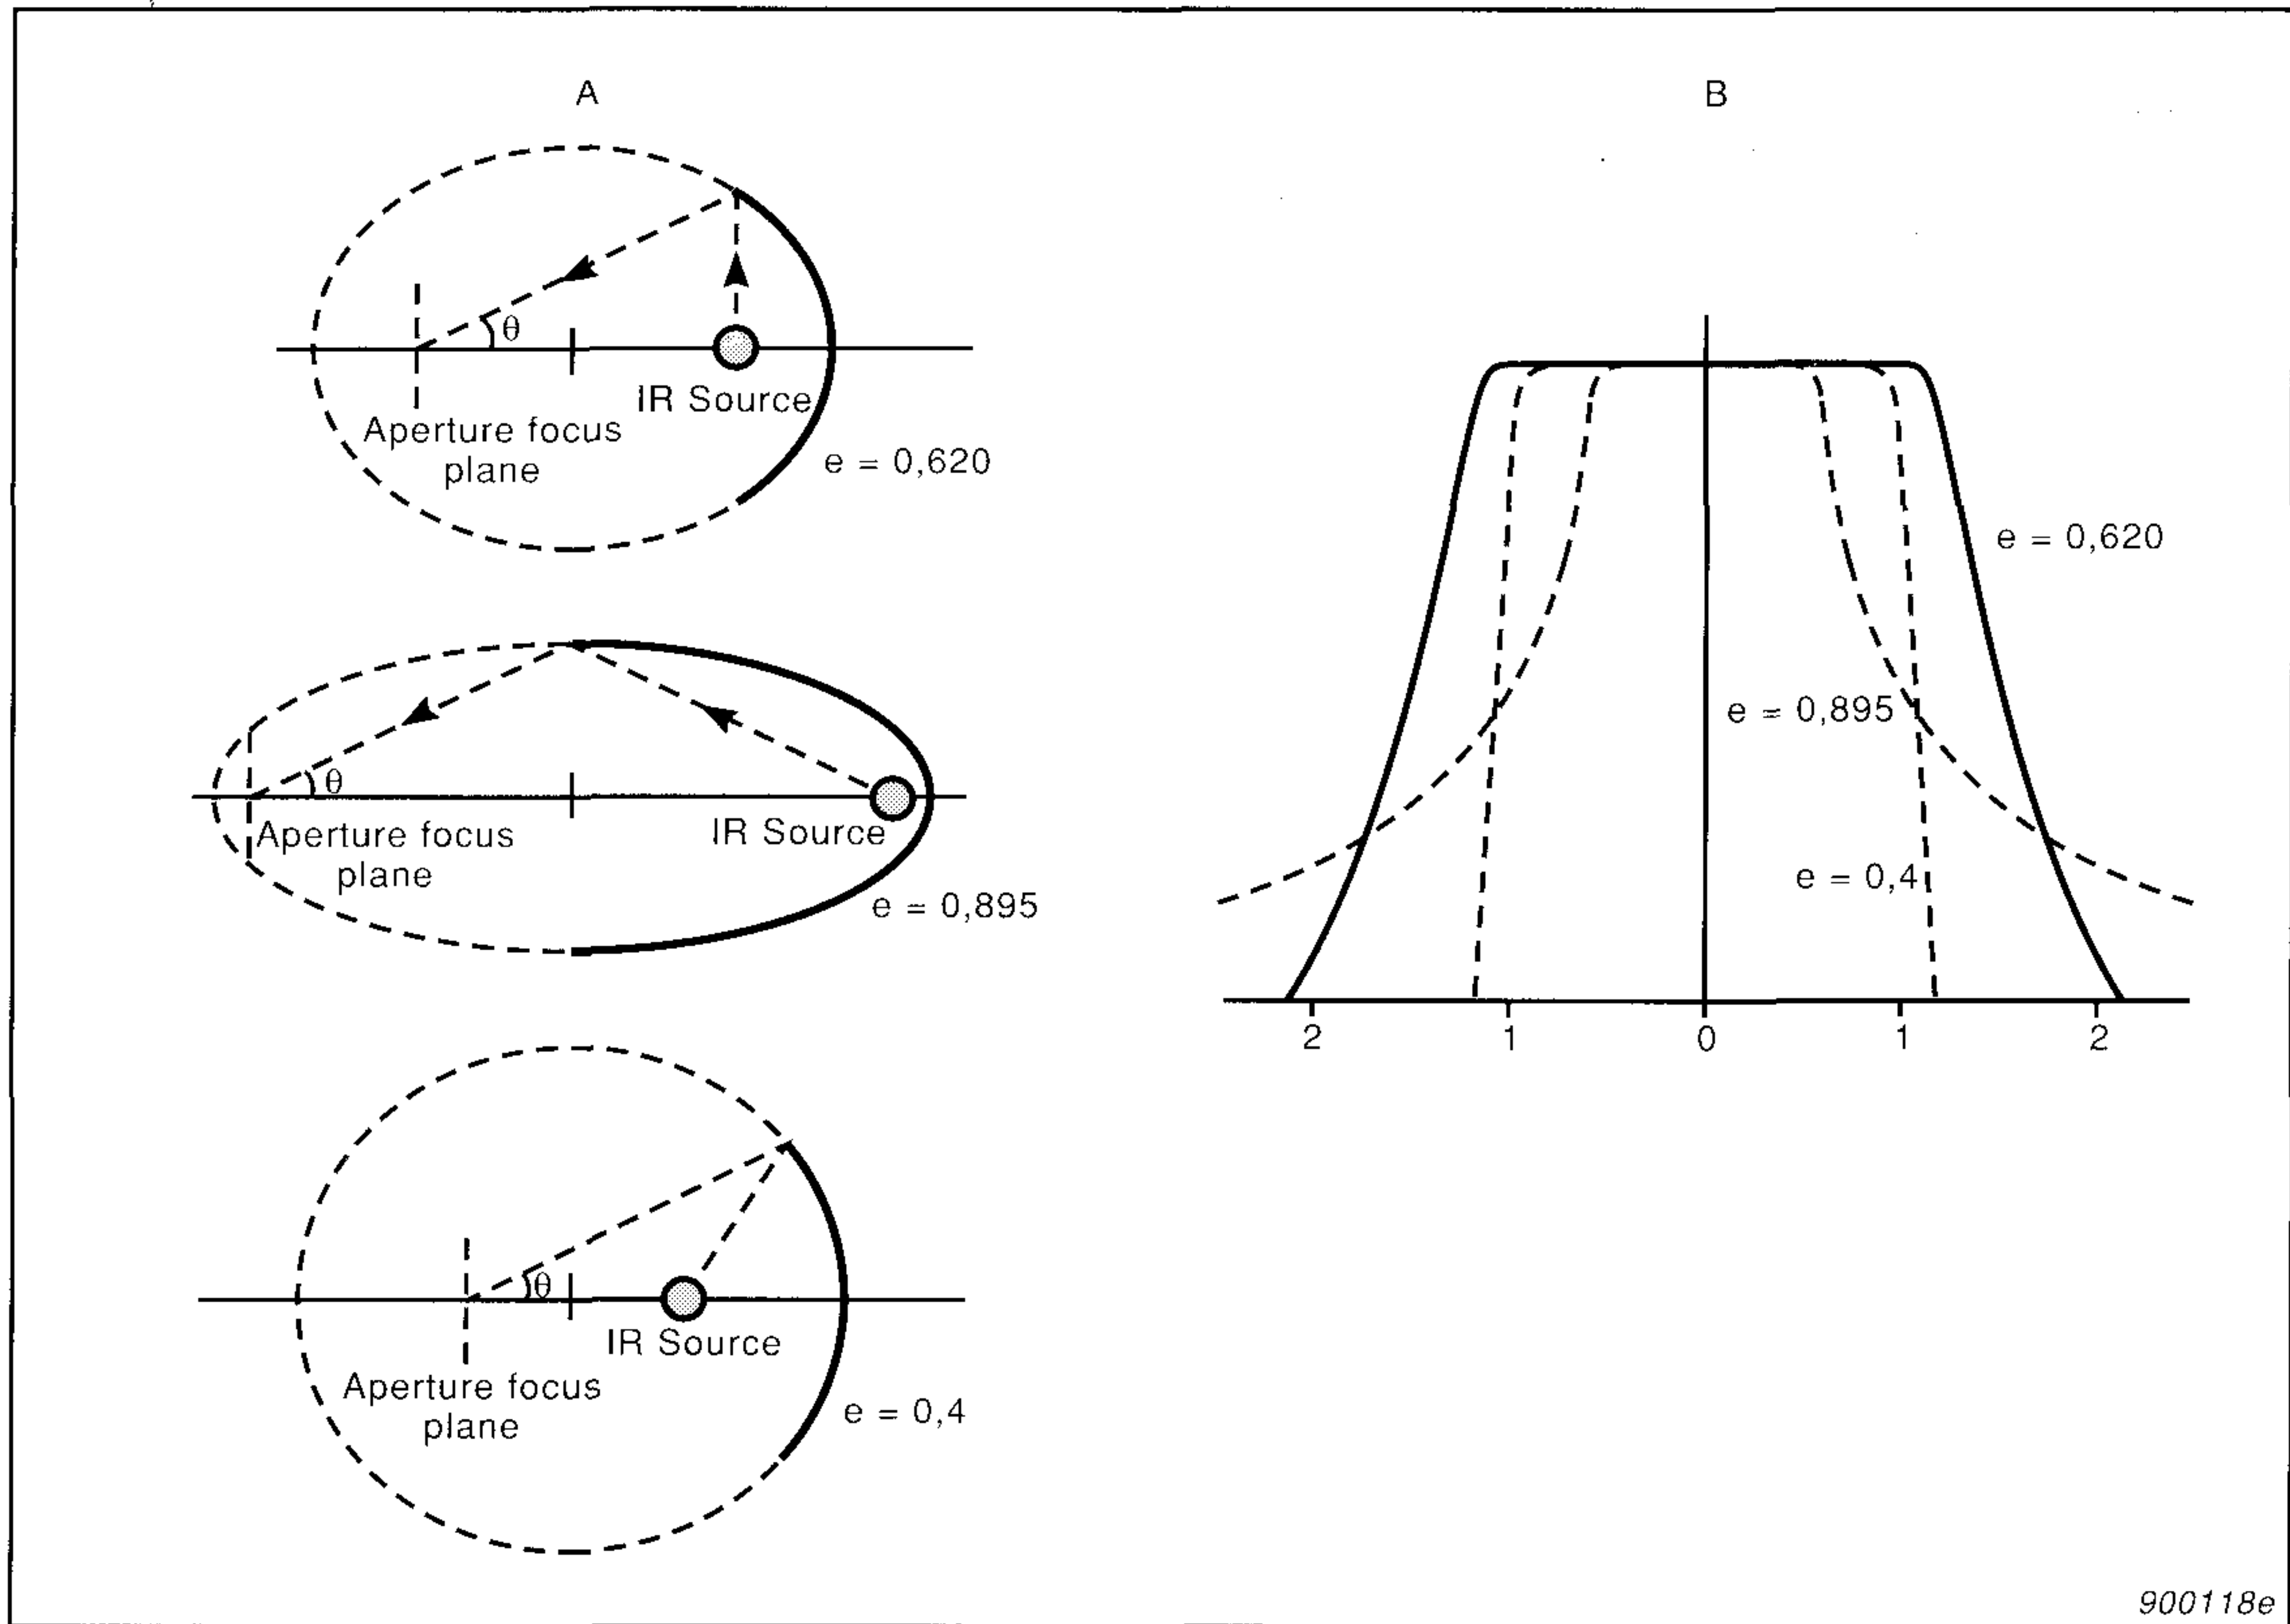 A
θ
IR Source
Aperture focus
plane
e = 0,620
θ
Aperture focus
plane
IR Source
e = 0,895
θ
IR Source
Aperture focus
plane
e = 0,4
B
e = 0,620
e = 0,895
e = 0,4
2 1 0 1 2
900118e